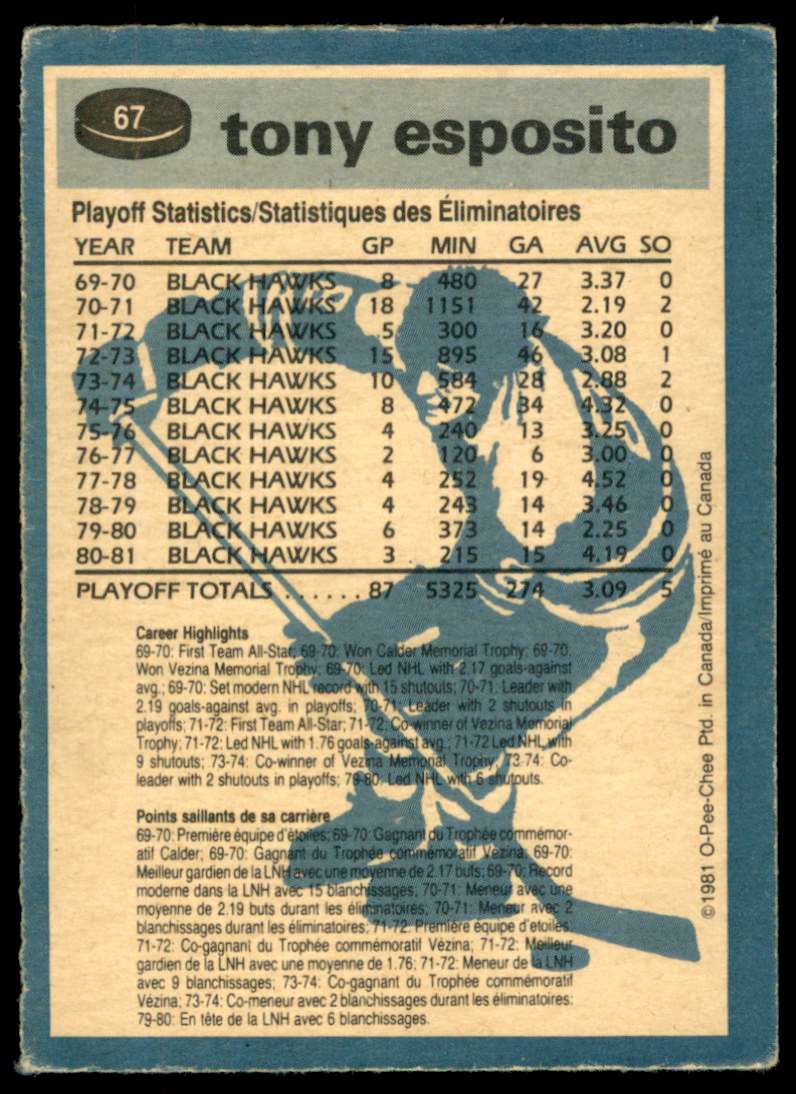 67
tony esposito
Playoff Statistics/Statistiques des Éliminatoires
YEAR TEAM GP MIN GA AVG SO
69-70 BLACK HAWKS 8 480 27 3.37 0
70-71 BLACK HAWKS 18 1151 42 2.19 2
71-72 BLACK HAWKS 5 300 16 3.20 0
72-73 BLACK HAWKS 15 895 46 3.08 1
73-74 BLACK HAWKS 10 584 28 2.88 2
74-75 BLACK HAWKS 8 472 34 4.32 0
75-76 BLACK HAWKS 4 240 13 3.25 0
76-77 BLACK HAWKS 2 120 6 3.00 0
77-78 BLACK HAWKS 4 252 19 4.52 0
78-79 BLACK HAWKS 4 243 14 3.46 0
79-80 BLACK HAWKS 6 373 14 2.25 0
80-81 BLACK HAWKS 3 215 15 4.19 0
PLAYOFF TOTALS ...... 87 5325 274 3.09 5
Career Highlights
69-70: First Team All-Star; 69-70: Won Calder Memorial Trophy; 69-70:
Won Vezina Memorial Trophy; 69-70: Led NHL with 2.17 goals-against
avg.; 69-70: Set modern NHL record with 15 shutouts; 70-71: Leader with
2.19 goals-against avg. in playoffs; 70-71: Leader with 2 shutouts in
playoffs; 71-72: First Team All-Star; 71-72: Co-winner of Vezina Memorial
Trophy; 71-72: Led NHL with 1.76 goals-against avg.; 71-72 Led NHL with
9 shutouts; 73-74: Co-winner of Vezina Memorial Trophy; 73-74: Co-
leader with 2 shutouts in playoffs; 79-80: Led NHL with 6 shutouts.
Points saillants de sa carrière
69-70: Première équipe d'étoiles; 69-70: Gagnant du Trophée commémor-
atif Calder; 69-70: Gagnant du Trophée commémoratif Vézina; 69-70:
Meilleur gardien de la LNH avec une moyenne de 2.17 buts; 69-70: Record
moderne dans la LNH avec 15 blanchissages; 70-71: Meneur avec une
moyenne de 2.19 buts durant les éliminatoires; 70-71: Meneur avec 2
blanchissages durant les éliminatoires; 71-72: Première équipe d'etoiles;
71-72: Co-gagnant du Trophée commémoratif Vézina; 71-72: Meilleur
gardien de la LNH avec une moyenne de 1.76; 71-72: Meneur de la LNH
avec 9 blanchissages; 73-74: Co-gagnant du Trophée commémoratif
Vézina; 73-74: Co-meneur avec 2 blanchissages durant les éliminatoires:
79-80: En tête de la LNH avec 6 blanchissages.
©1981 O-Pee-Chee Ptd. in Canada/Imprimé au Canada